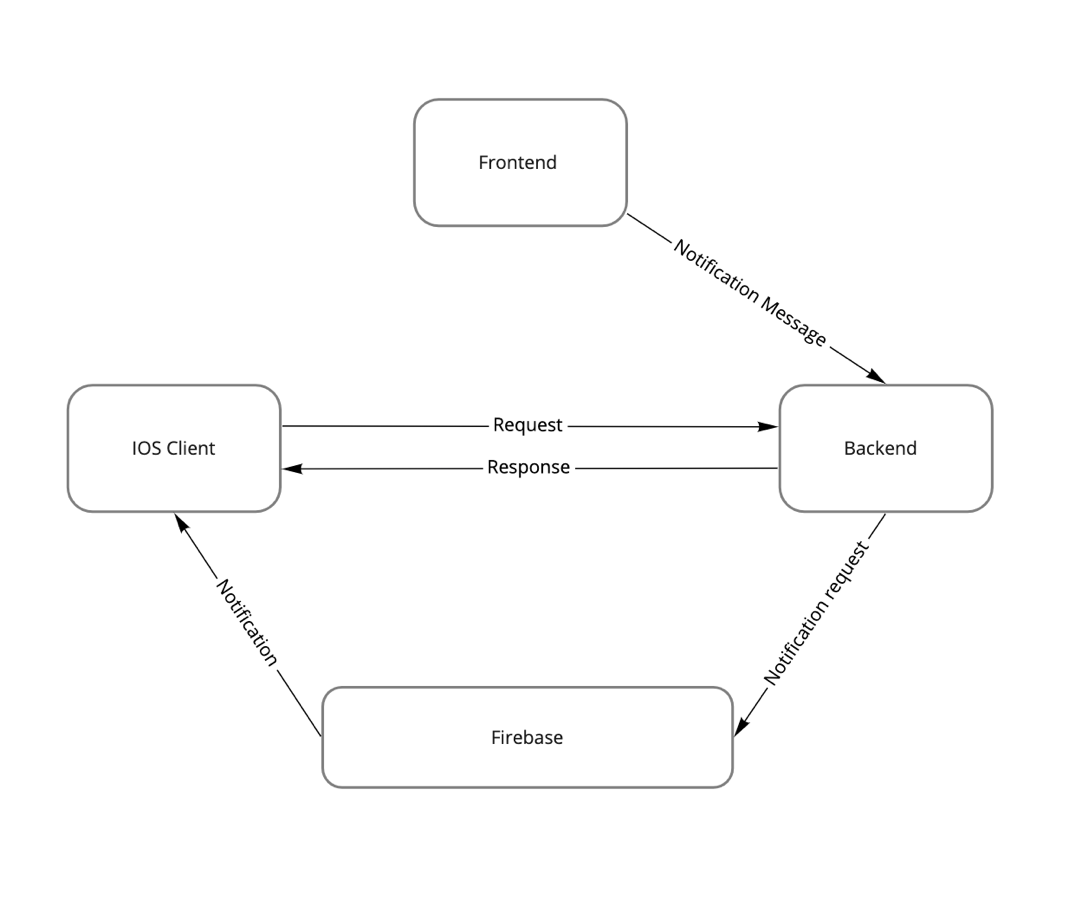 Frontend
Notification Message
IOS Client
Request
Response
Backend
Notification
Notification request
Firebase